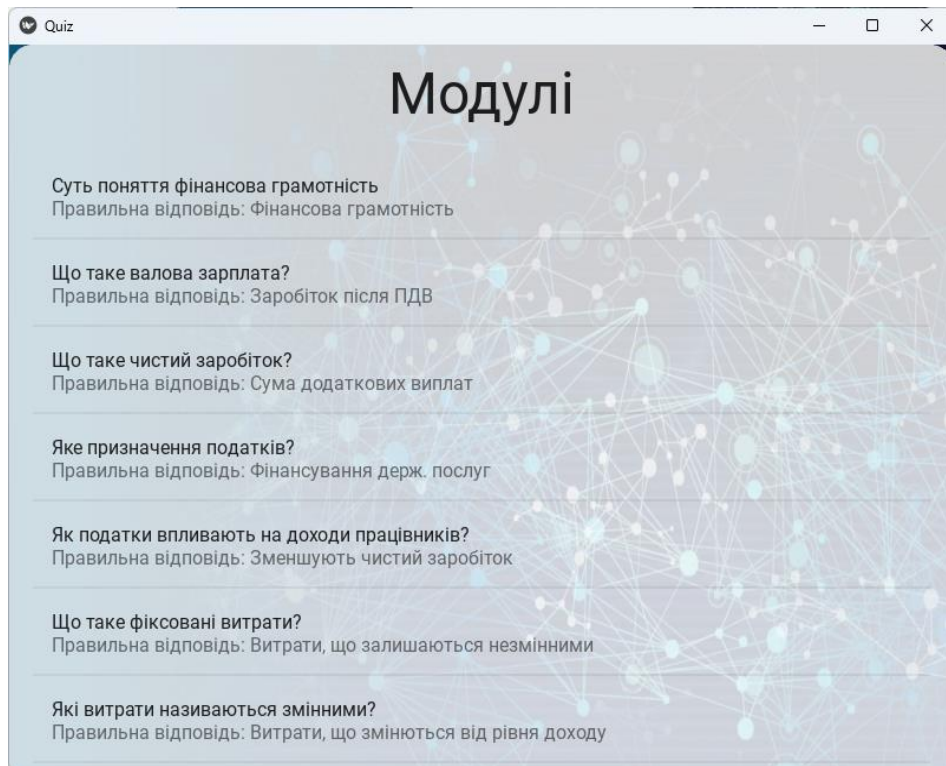 Quiz
Модулі
Суть поняття фінансова грамотність
Правильна відповідь: Фінансова грамотність
Що таке валова зарплата?
Правильна відповідь: Заробіток після ПДВ
Що таке чистий заробіток?
Правильна відповідь: Сума додаткових виплат
Яке призначення податків?
Правильна відповідь: Фінансування держ. послуг
Як податки впливають на доходи працівників?
Правильна відповідь: Зменшують чистий заробіток
Що таке фіксовані витрати?
Правильна відповідь: Витрати, що залишаються незмінними
Які витрати називаються змінними?
Правильна відповідь: Витрати, що змінються від рівня доходу